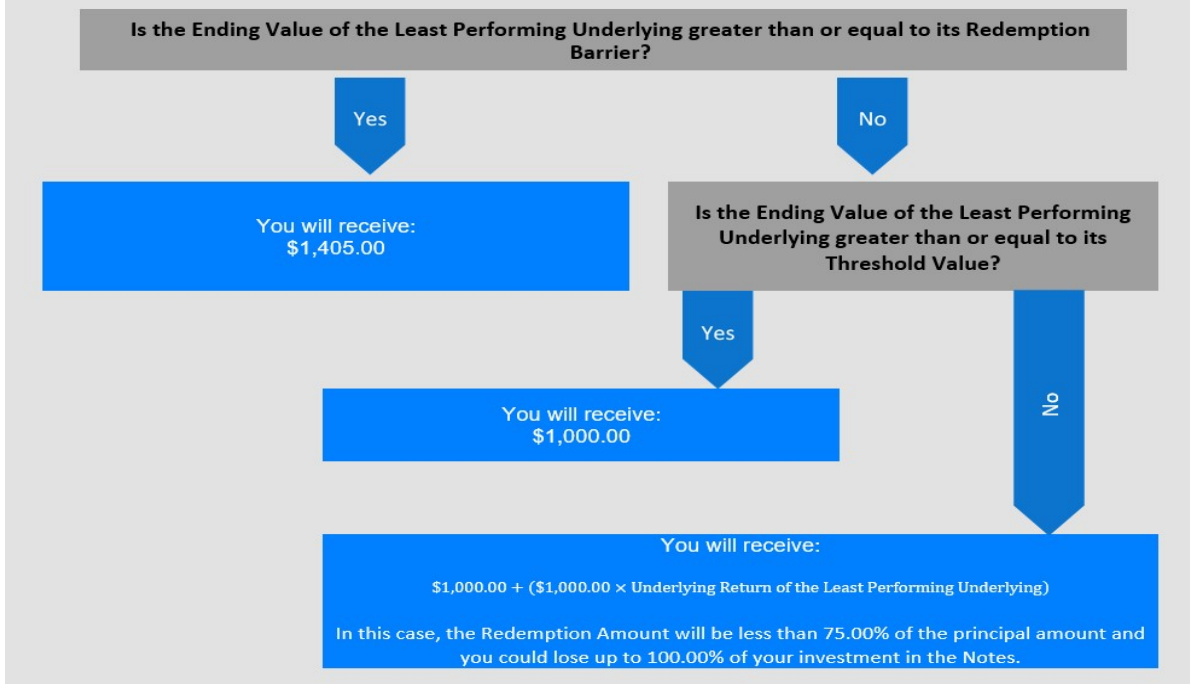 Is the Ending Value of the Least Performing Underlying greater than or equal to its Redemption
Barrier?
Yes
No
You will receive:
$1,405.00
Is the Ending Value of the Least Performing
Underlying greater than or equal to its
Threshold Value?
Yes
No
You will receive:
$1,000.00
You will receive:
$1,000.00 + ($1,000.00 × Underlying Return of the Least Performing Underlying)
In this case, the Redemption Amount will be less than 75.00% of the principal amount and
you could lose up to 100.00% of your investment in the Notes.